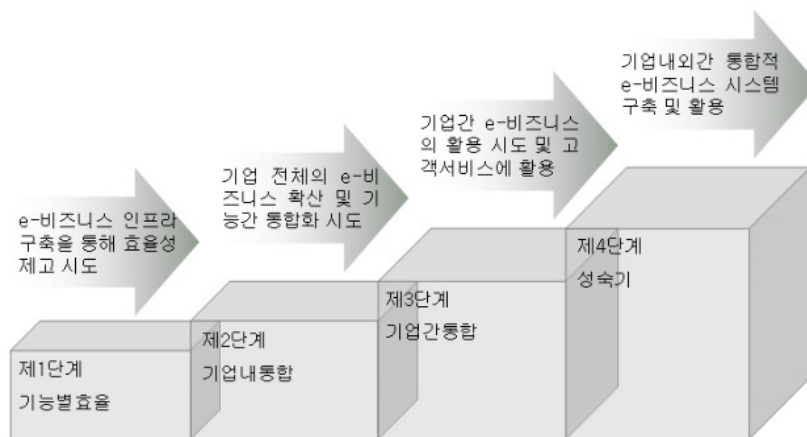 e-비즈니스 인프라
구축을 통해 효율성
제고 시도
기업 전체의 e-비
즈니스 확산 및 기
능간 통합화 시도
기업간 e-비즈니스
의 활용 시도 및 고
객서비스에 활용
기업내외간 통합적
e-비즈니스 시스템
구축 및 활용
제1단계
기능별효율
제2단계
기업내통합
제3단계
기업간통합
제4단계
성숙기